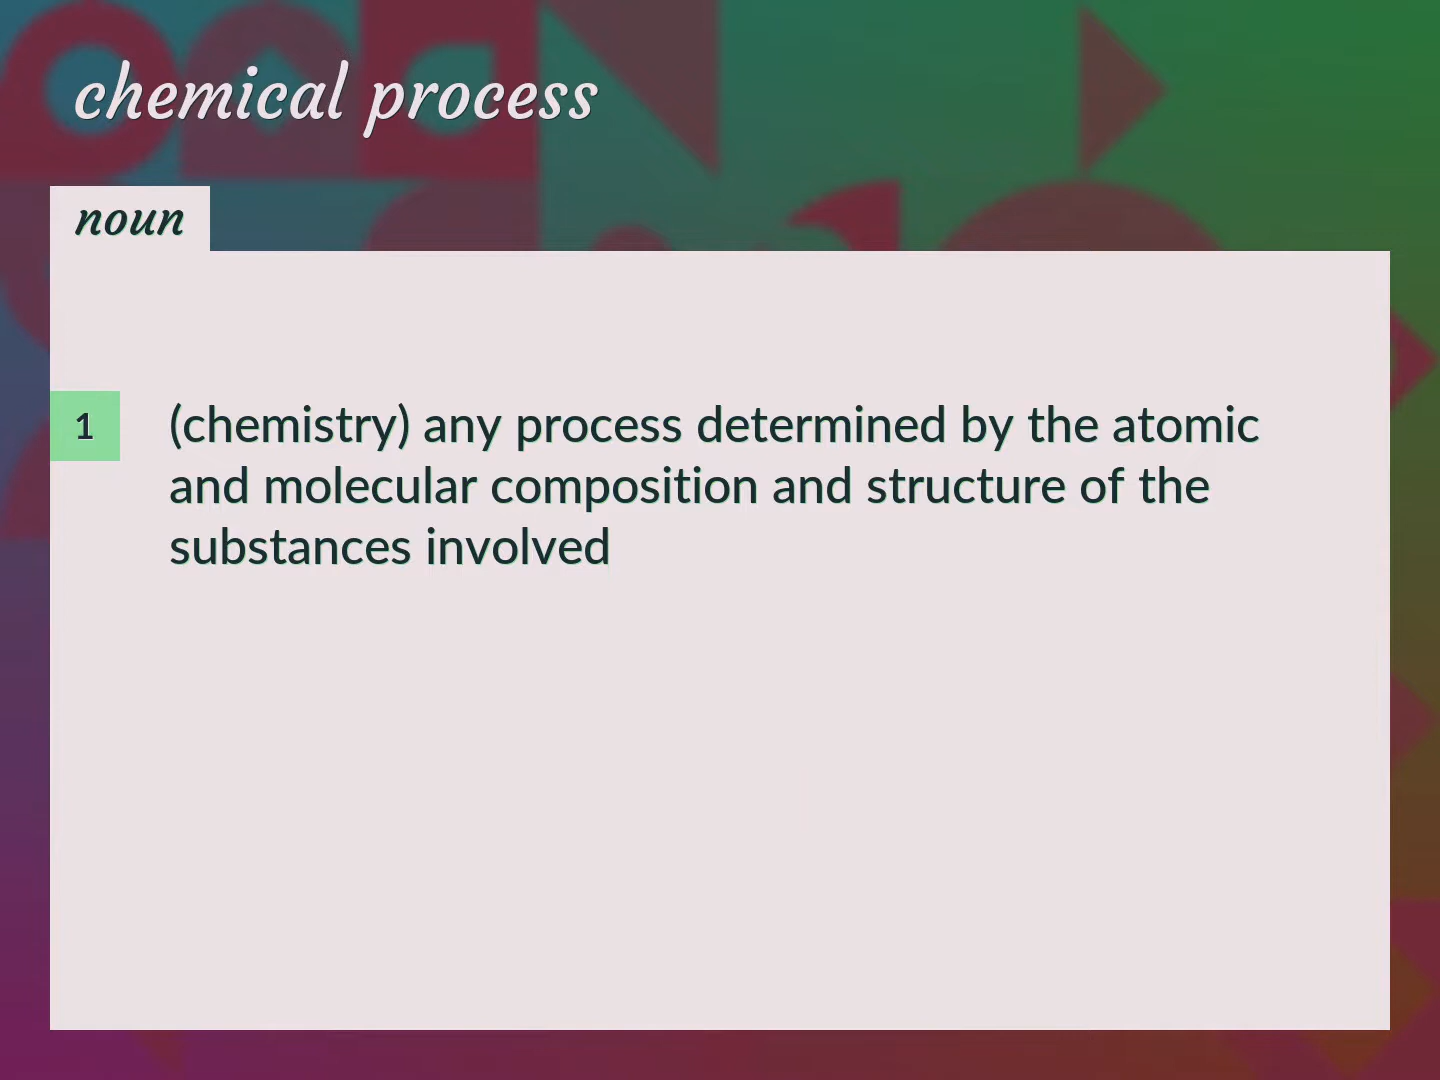 chemical process
noun
1
(chemistry) any process determined by the atomic
and molecular composition and structure of the
substances involved